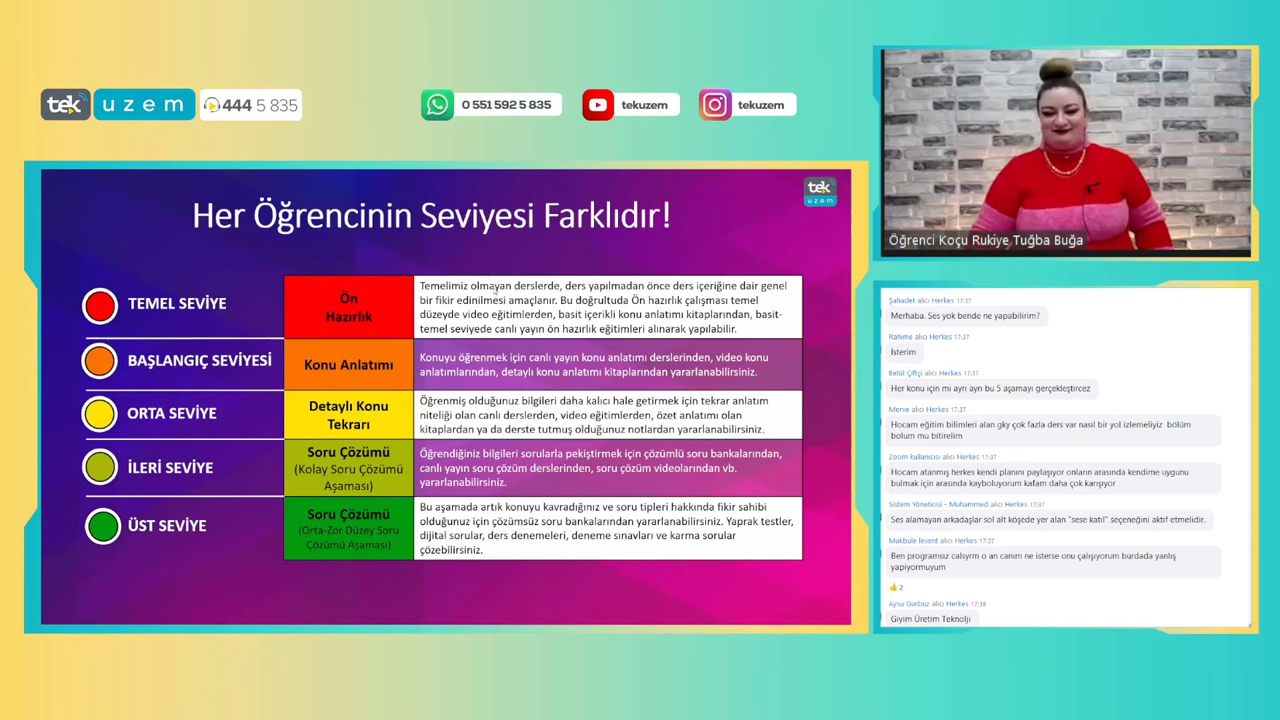 tek uzem 444 5 835
0 551 592 5 835
tekuzem
tekuzem
tek
uzem
Her Öğrencinin Seviyesi Farklıdır!
TEMEL SEVİYE
Ön
Hazırlık
Temelimiz olmayan derslerde, ders yapılmadan önce ders içeriğine dair genel
bir fikir edinilmesi amaçlanır. Bu doğrultuda Ön hazırlık çalışması temel
düzeyde video eğitimlerden, basit içerikli konu anlatımı kitaplarından, basit-
temel seviyede canlı yayın ön hazırlık eğitimleri alınarak yapılabilir.
BAŞLANGIÇ SEVİYESİ
Konu Anlatımı
Konuyu öğrenmek için canlı yayın konu anlatımı derslerinden, video konu
anlatımlarından, detaylı konu anlatımı kitaplarından yararlanabilirsiniz.
ORTA SEVİYE
Detaylı Konu
Tekrarı
Öğrenmiş olduğunuz bilgileri daha kalıcı hale getirmek için tekrar anlatım
niteliği olan canlı derslerden, video eğitimlerden, özet anlatımı olan
kitaplardan ya da derste tutmuş olduğunuz notlardan yararlanabilirsiniz.
İLERİ SEVİYE
Soru Çözümü
(Kolay Soru Çözümü
Aşaması)
Öğrendiğiniz bilgileri sorularla pekiştirmek için çözümlü soru bankalarından,
canlı yayın soru çözüm derslerinden, soru çözüm videolarından vb.
yararlanabilirsiniz.
ÜST SEVİYE
Soru Çözümü
(Orta-Zor Düzey Soru
Çözümü Aşaması)
Bu aşamada artık konuyu kavradığınız ve soru tipleri hakkında fikir sahibi
olduğunuz için çözümsüz soru bankalarından yararlanabilirsiniz. Yaprak testler,
dijital sorular, ders denemeleri, deneme sınavları ve karma sorular
çözebilirsiniz.
Öğrenci Koçu Rukiye Tuğba Buğa
Şahadet alıcı Herkes 17:37
Merhaba. Ses yok bende ne yapabilirim?
Rahime alıcı Herkes 17:37
İsterim
Betül Çiftçi alıcı Herkes 17:37
Her konu için mi ayrı ayrı bu 5 aşamayı gerçekleştircez
Merve alıcı Herkes 17:37
Hocam eğitim bilimleri alan gky çok fazla ders var nasıl bir yol izlemeliyiz bölüm
bolum mu bitirelim
Zoom kullanıcısı alıcı Herkes 17:37
Hocam atanmış herkes kendi planını paylaşıyor onların arasında kendime uygunu
bulmak için arasında kayboluyorum kafam daha çok karışıyor
Sistem Yöneticisi - Muhammed alıcı Herkes 17:37
Ses alamayan arkadaşlar sol alt köşede yer alan "sese katıl" seçeneğini aktif etmelidir.
Makbule levent alıcı Herkes 17:37
Ben programsız calsyrm o an canım ne isterse onu çalışıyorum burdada yanlış
yapiyormuyum
2
Aysu Gurbuz alıcı Herkes 17:38
Giyim Üretim Teknolji